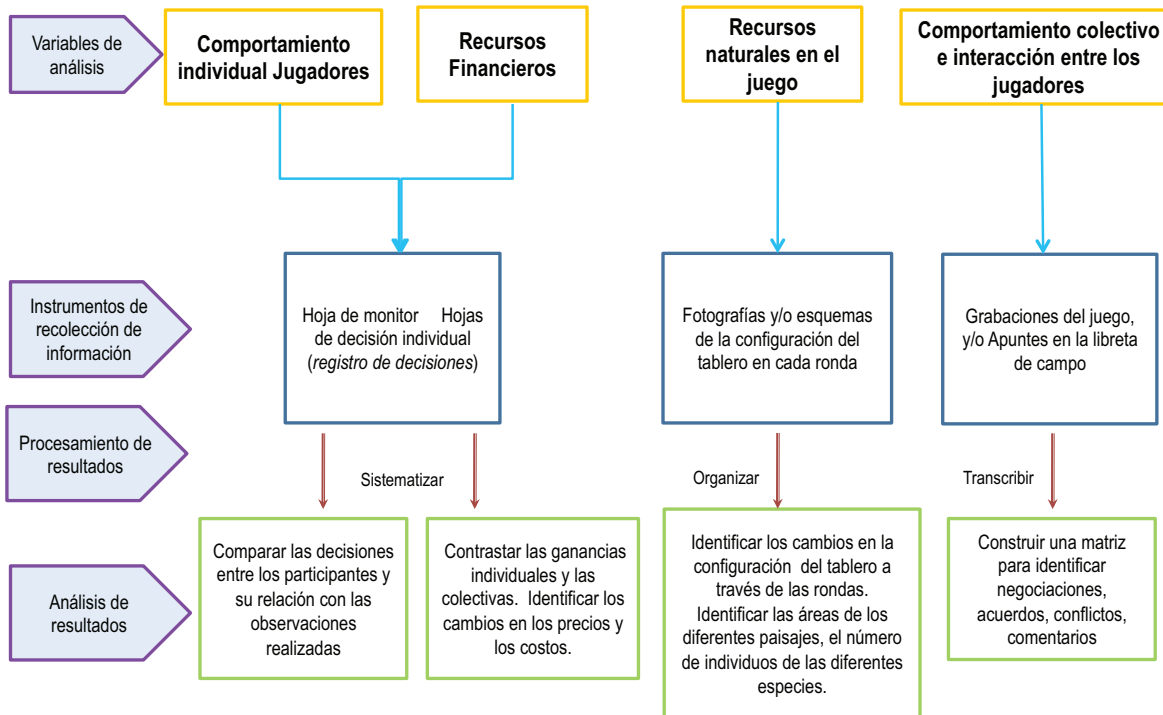 Variables de
análisis
Comportamiento
individual Jugadores
Recursos
Financieros
Recursos
naturales en el
juego
Comportamiento colectivo
e interacción entre los
jugadores
Instrumentos de
recolección de
información
Hoja de monitor    Hojas
de decisión individual
(registro de decisiones)
Fotografías y/o esquemas
de la configuración del
tablero en cada ronda
Grabaciones del juego,
y/o Apuntes en la libreta
de campo
Procesamiento de
resultados
Sistematizar
Organizar
Transcribir
Análisis de
resultados
Comparar las decisiones
entre los participantes y
su relación con las
observaciones
realizadas
Contrastar las ganancias
individuales y las
colectivas.  Identificar los
cambios en los precios y
los costos.
Identificar los cambios en la
configuración  del tablero a
través de las rondas.
Identificar las áreas de los
diferentes paisajes, el número
de individuos de las diferentes
especies.
Construir una matriz
para identificar
negociaciones,
acuerdos, conflictos,
comentarios